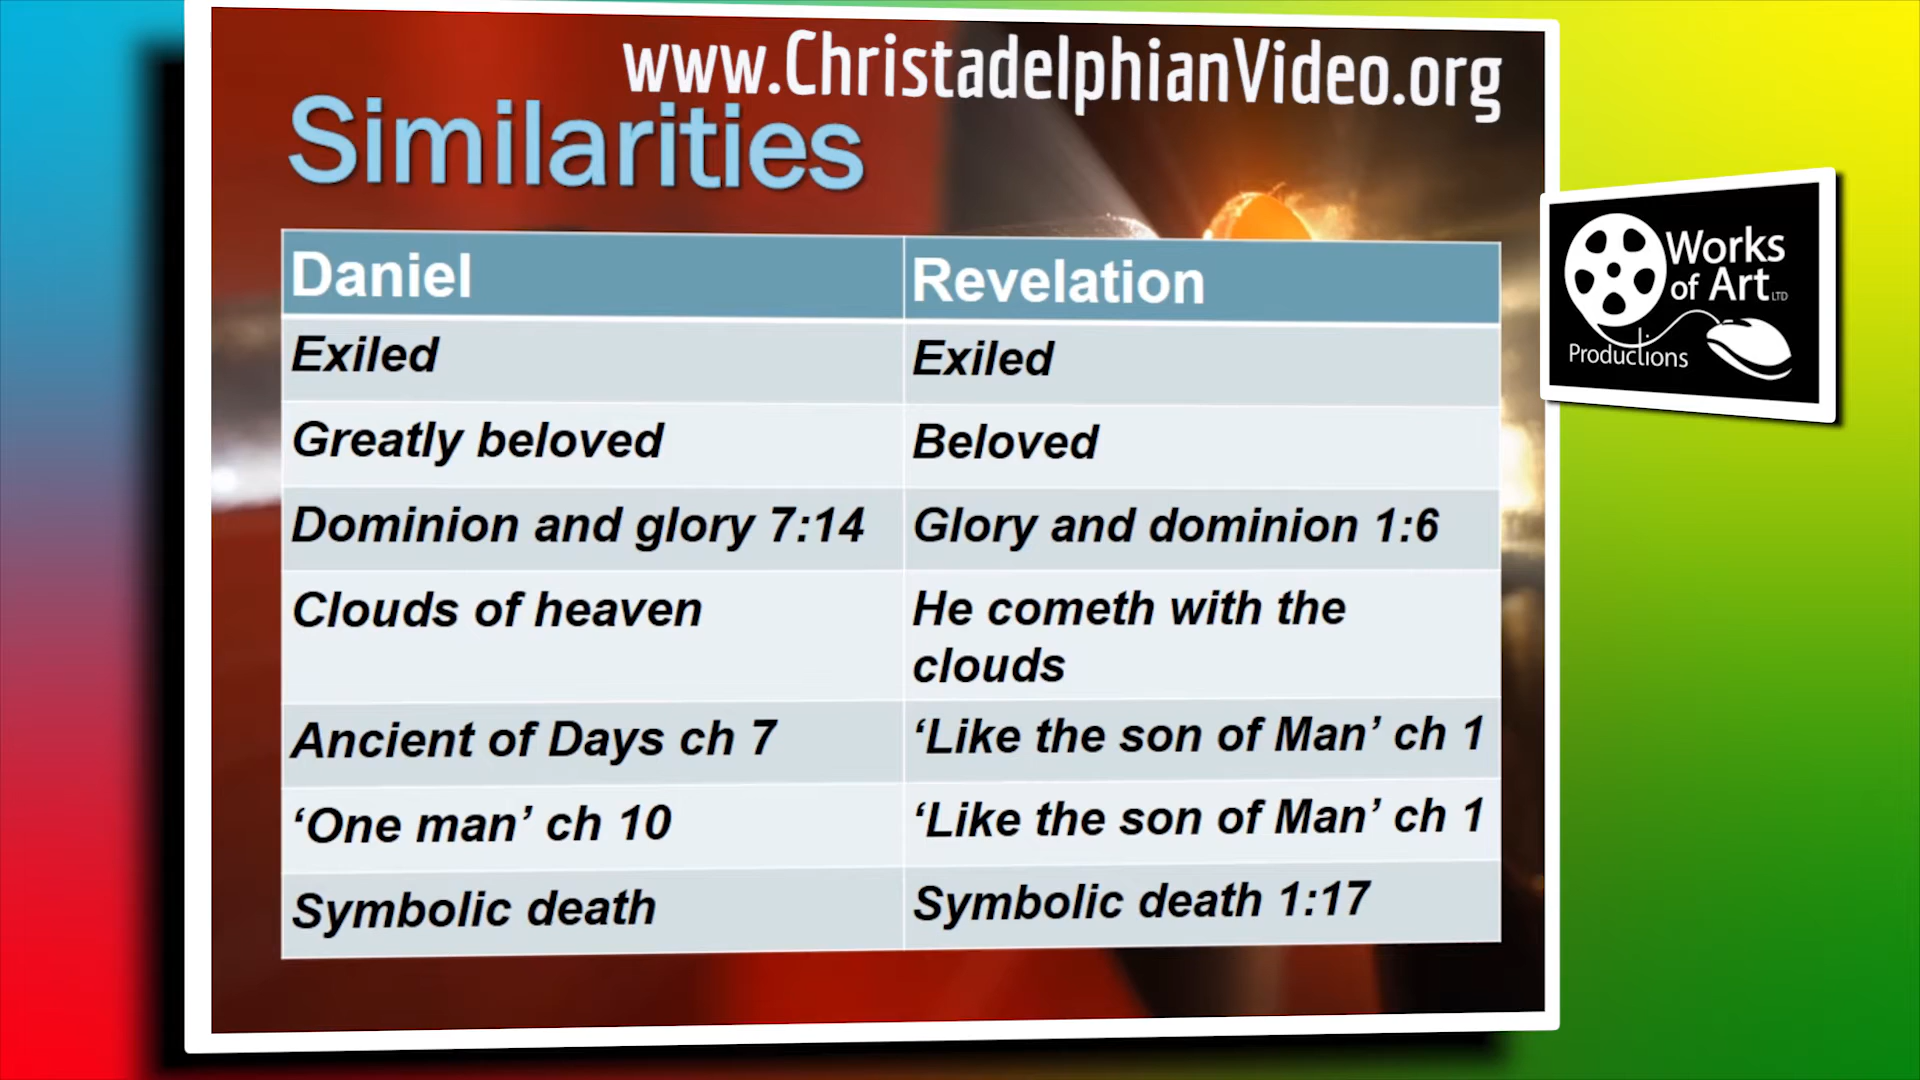 www.ChristadelphianVideo.org
Similarities
Daniel
Revelation
Exiled
Exiled
Greatly beloved
Beloved
Dominion and glory 7:14
Glory and dominion 1:6
Clouds of heaven
He cometh with the
clouds
Ancient of Days ch 7
‘Like the son of Man’ ch 1
‘One man’ ch 10
‘Like the son of Man’ ch 1
Symbolic death
Symbolic death 1:17
Works
of Art LTD
Productions